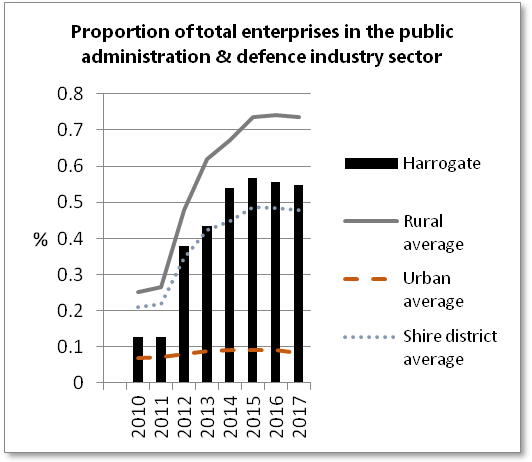 Proportion of total enterprises in the public
administration & defence industry sector
0.8
0.7
0.6
0.5
0.4
0.3
0.2
0.1
0
%
2010
2011
2012
2013
2014
2015
2016
2017
Harrogate
Rural
average
Urban
average
Shire district
average